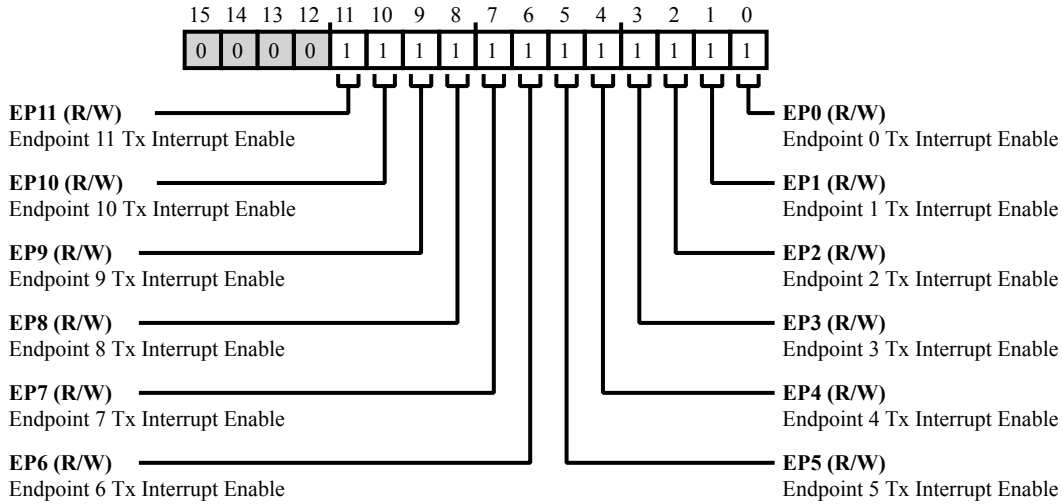 15 14 13 12 11 10 9 8 7 6 5 4 3 2 1 0
0 0 0 0 1 1 1 1 1 1 1 1 1 1 1 1
EP11 (R/W)
Endpoint 11 Tx Interrupt Enable
EP10 (R/W)
Endpoint 10 Tx Interrupt Enable
EP9 (R/W)
Endpoint 9 Tx Interrupt Enable
EP8 (R/W)
Endpoint 8 Tx Interrupt Enable
EP7 (R/W)
Endpoint 7 Tx Interrupt Enable
EP6 (R/W)
Endpoint 6 Tx Interrupt Enable
EP0 (R/W)
Endpoint 0 Tx Interrupt Enable
EP1 (R/W)
Endpoint 1 Tx Interrupt Enable
EP2 (R/W)
Endpoint 2 Tx Interrupt Enable
EP3 (R/W)
Endpoint 3 Tx Interrupt Enable
EP4 (R/W)
Endpoint 4 Tx Interrupt Enable
EP5 (R/W)
Endpoint 5 Tx Interrupt Enable